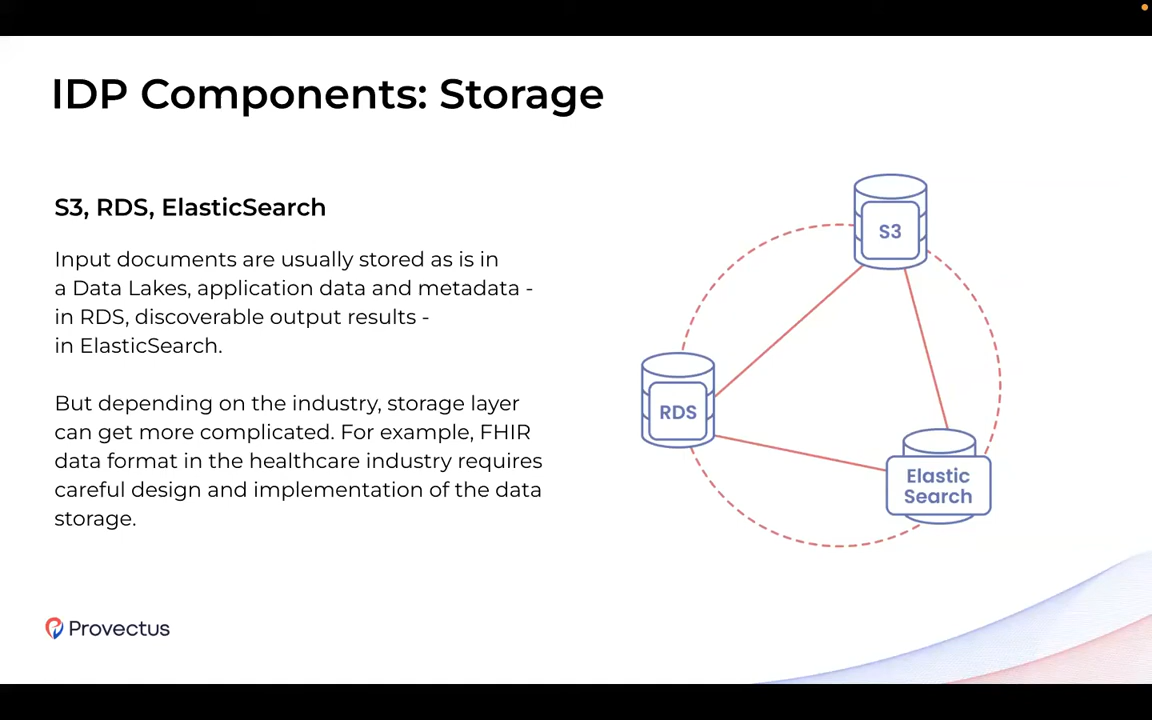 IDP Components: Storage
S3, RDS, ElasticSearch
Input documents are usually stored as is in
a Data Lakes, application data and metadata -
in RDS, discoverable output results -
in ElasticSearch.
But depending on the industry, storage layer
can get more complicated. For example, FHIR
data format in the healthcare industry requires
careful design and implementation of the data
storage.
S3
RDS
Elastic
Search
Provectus